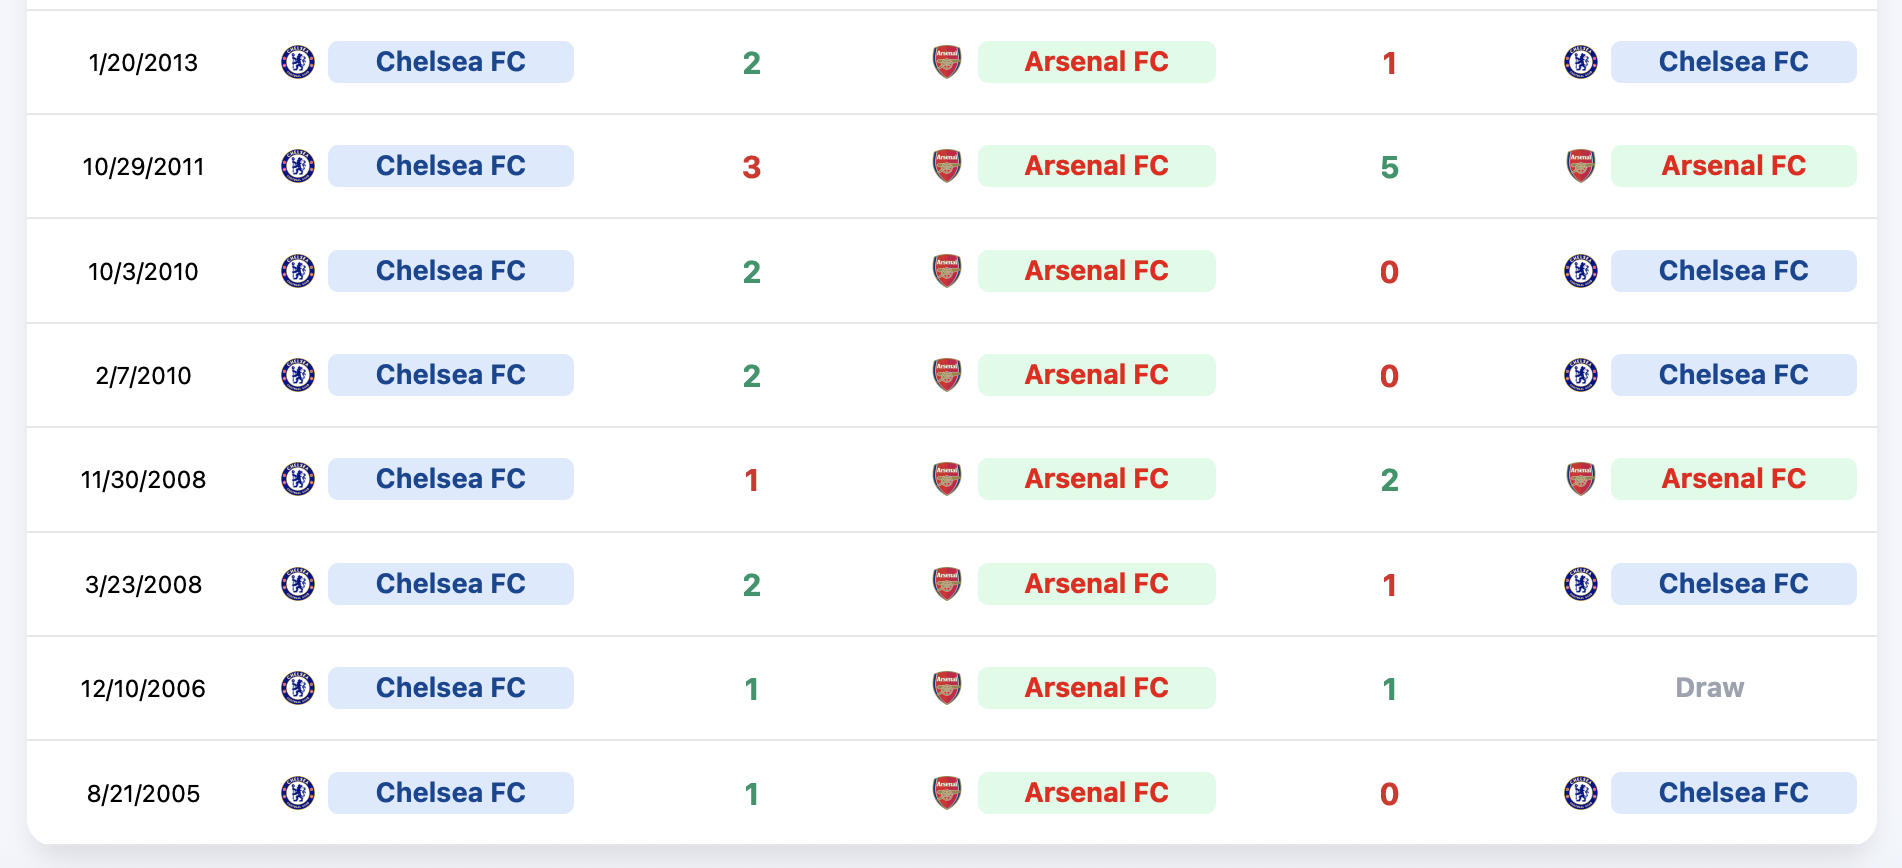 1/20/2013 Chelsea FC 2 Arsenal FC 1 Chelsea FC
10/29/2011 Chelsea FC 3 Arsenal FC 5 Arsenal FC
10/3/2010 Chelsea FC 2 Arsenal FC 0 Chelsea FC
2/7/2010 Chelsea FC 2 Arsenal FC 0 Chelsea FC
11/30/2008 Chelsea FC 1 Arsenal FC 2 Arsenal FC
3/23/2008 Chelsea FC 2 Arsenal FC 1 Chelsea FC
12/10/2006 Chelsea FC 1 Arsenal FC 1 Draw
8/21/2005 Chelsea FC 1 Arsenal FC 0 Chelsea FC